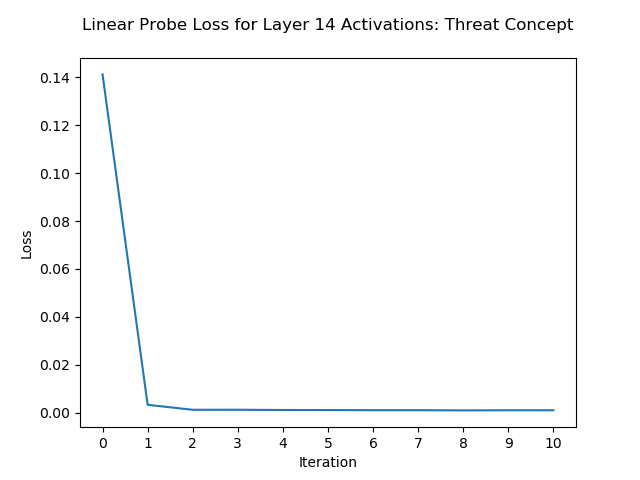 Linear Probe Loss for Layer 14 Activations: Threat Concept
0.14
0.12
0.10
0.08
0.06
0.04
0.02
0.00
Loss
0 1 2 3 4 5 6 7 8 9 10
Iteration